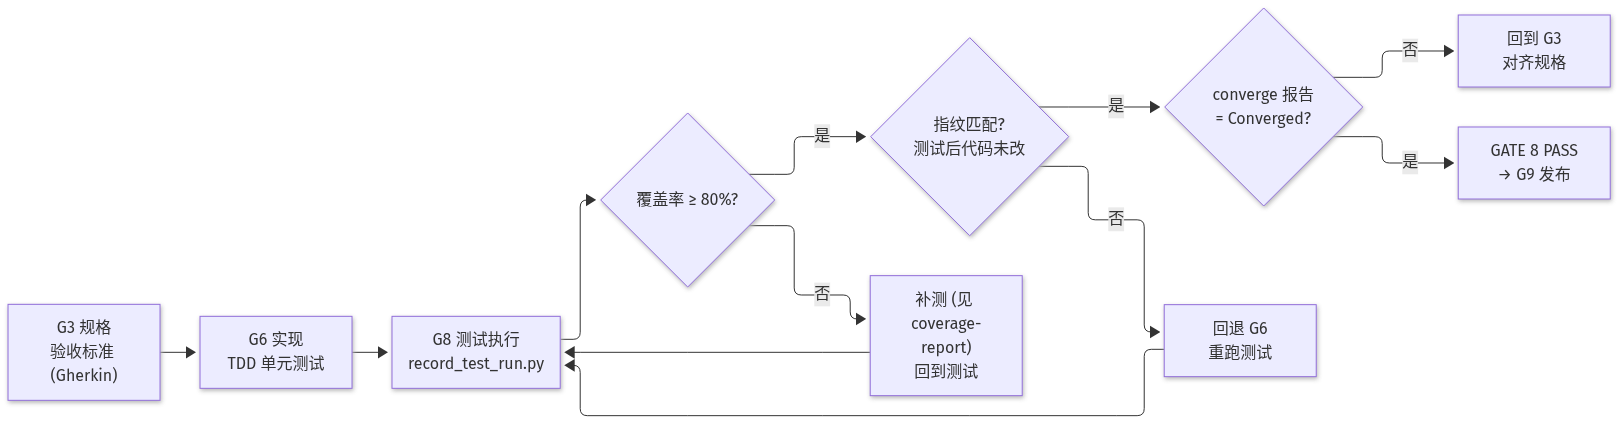 G3 规格
验收标准
(Gherkin)
G6 实现
TDD 单元测试
G8 测试执行
record_test_run.py
覆盖率 ≥ 80%?
是
否
指纹匹配?
测试后代码未改
补测 (见
coverage-
report)
回到测试
是
否
converge 报告
= Converged?
回退 G6
重跑测试
否
是
回到 G3
对齐规格
GATE 8 PASS
→ G9 发布